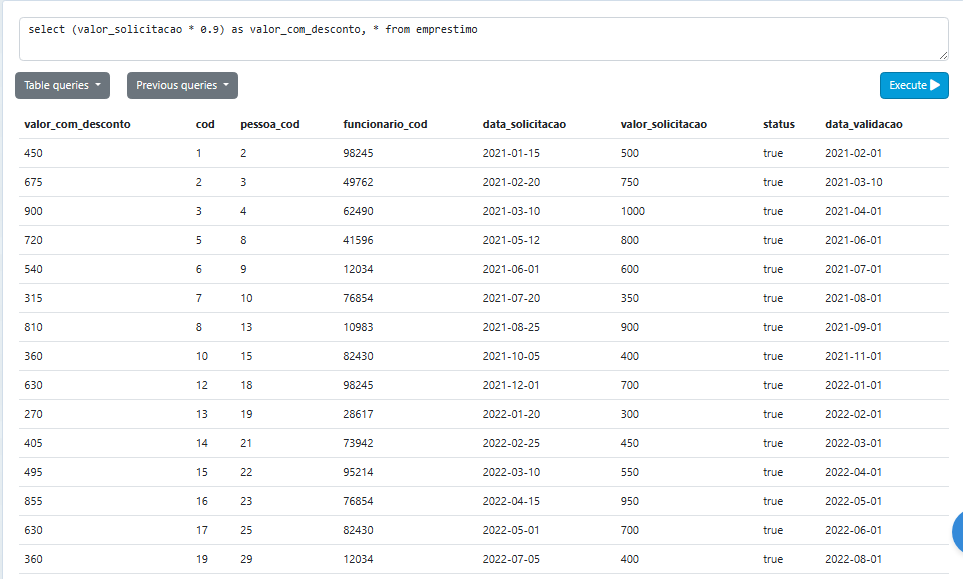 select (valor_solicitacao * 0.9) as valor_com_desconto, * from emprestimo
Table queries Previous queries Execute
valor_com_desconto cod pessoa_cod funcionario_cod data_solicitacao valor_solicitacao status data_validacao
450 1 2 98245 2021-01-15 500 true 2021-02-01
675 2 3 49762 2021-02-20 750 true 2021-03-10
900 3 4 62490 2021-03-10 1000 true 2021-04-01
720 5 8 41596 2021-05-12 800 true 2021-06-01
540 6 9 12034 2021-06-01 600 true 2021-07-01
315 7 10 76854 2021-07-20 350 true 2021-08-01
810 8 13 10983 2021-08-25 900 true 2021-09-01
360 10 15 82430 2021-10-05 400 true 2021-11-01
630 12 18 98245 2021-12-01 700 true 2022-01-01
270 13 19 28617 2022-01-20 300 true 2022-02-01
405 14 21 73942 2022-02-25 450 true 2022-03-01
495 15 22 95214 2022-03-10 550 true 2022-04-01
855 16 23 76854 2022-04-15 950 true 2022-05-01
630 17 25 82430 2022-05-01 700 true 2022-06-01
360 19 29 12034 2022-07-05 400 true 2022-08-01